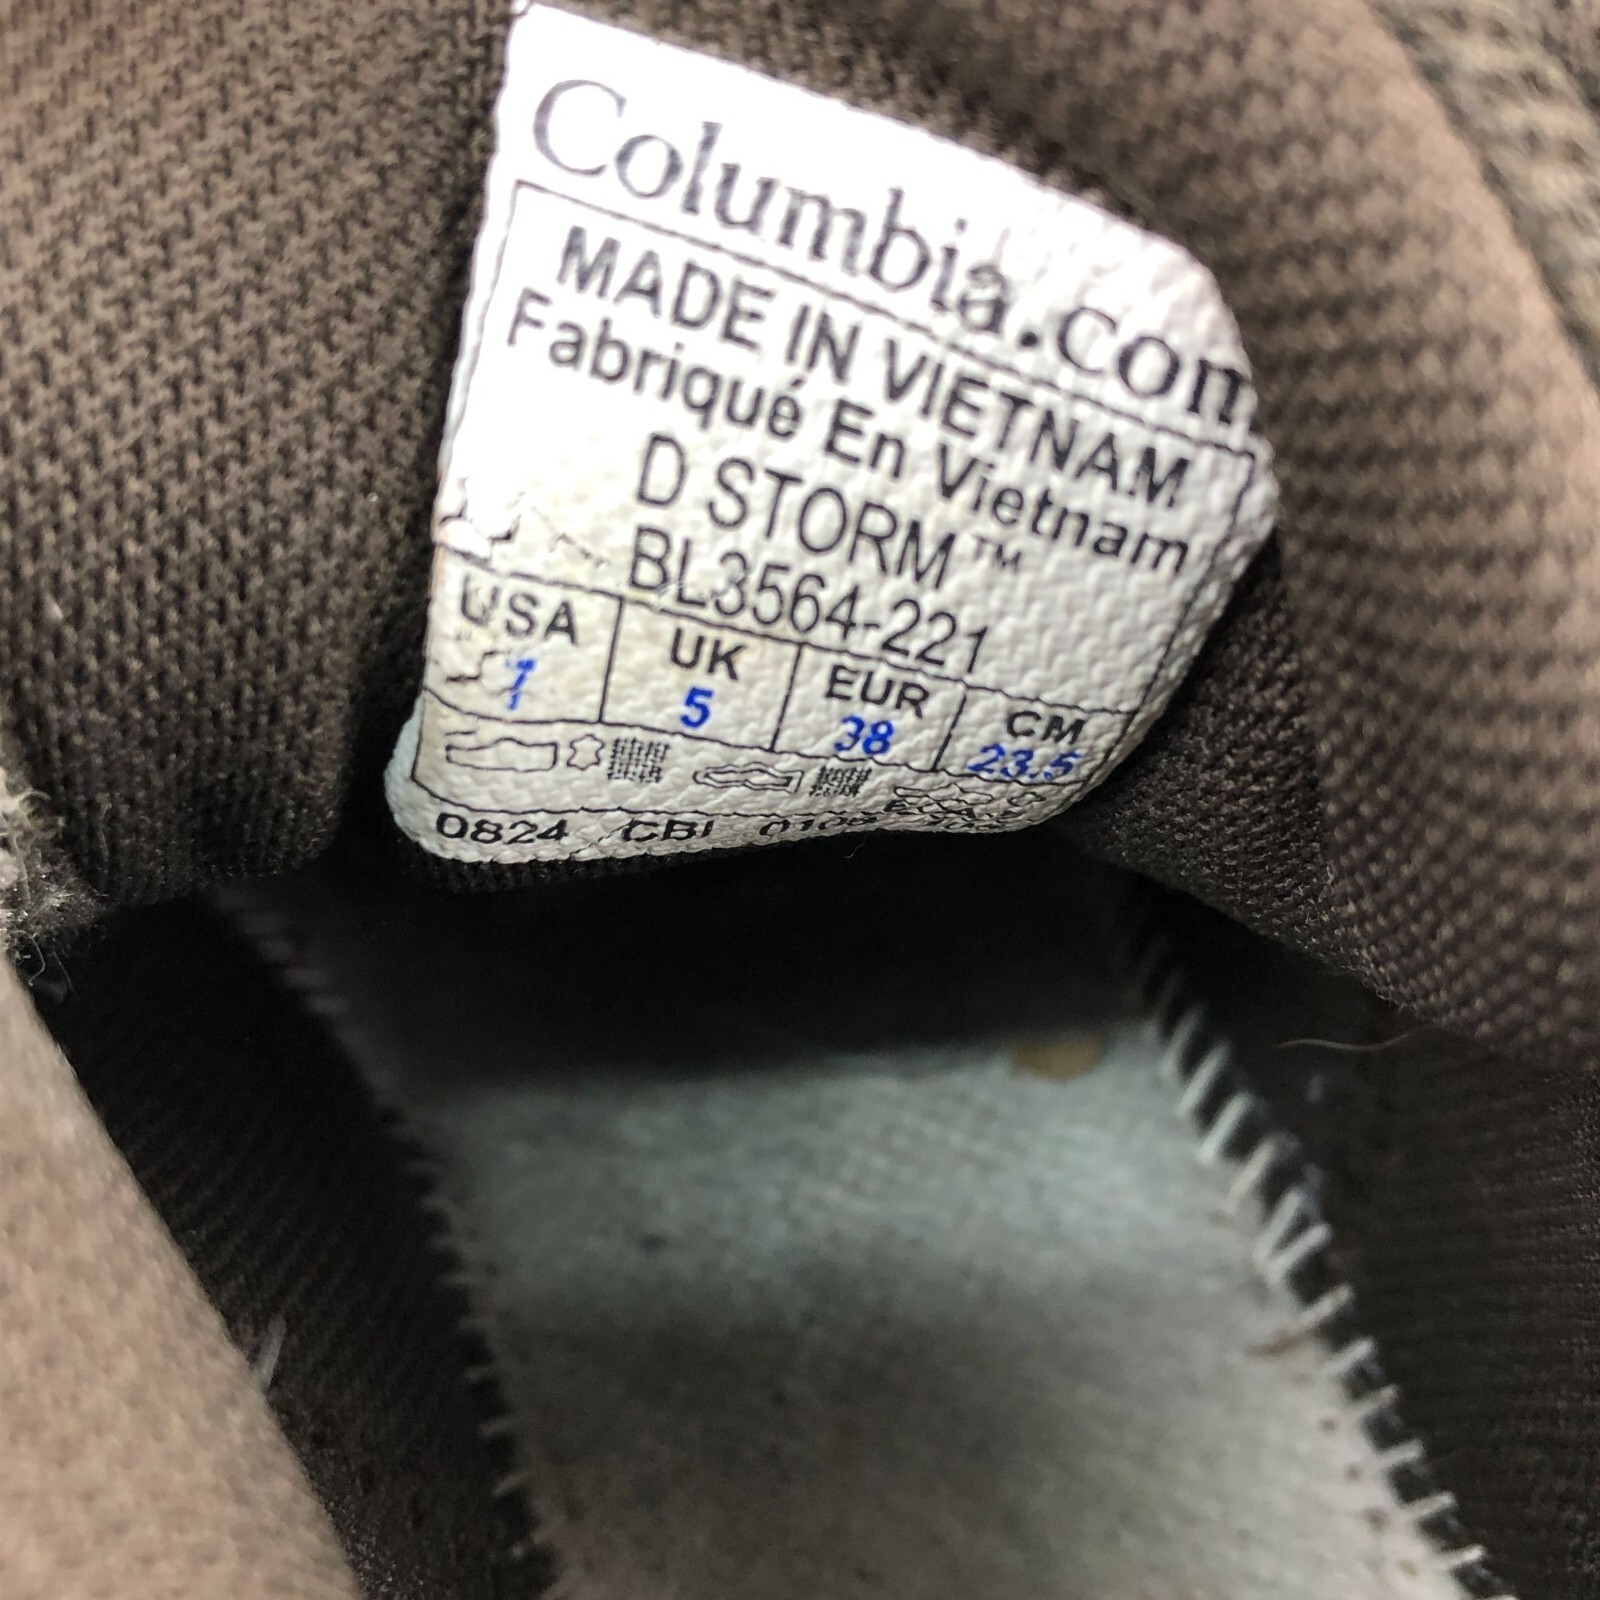 Columbia.com
MADE IN VIETNAM
Fabriqué En Vietnam
D STORM™
BL3564-221
USA UK EUR CM
7 5 38 23.5
0824 CBI